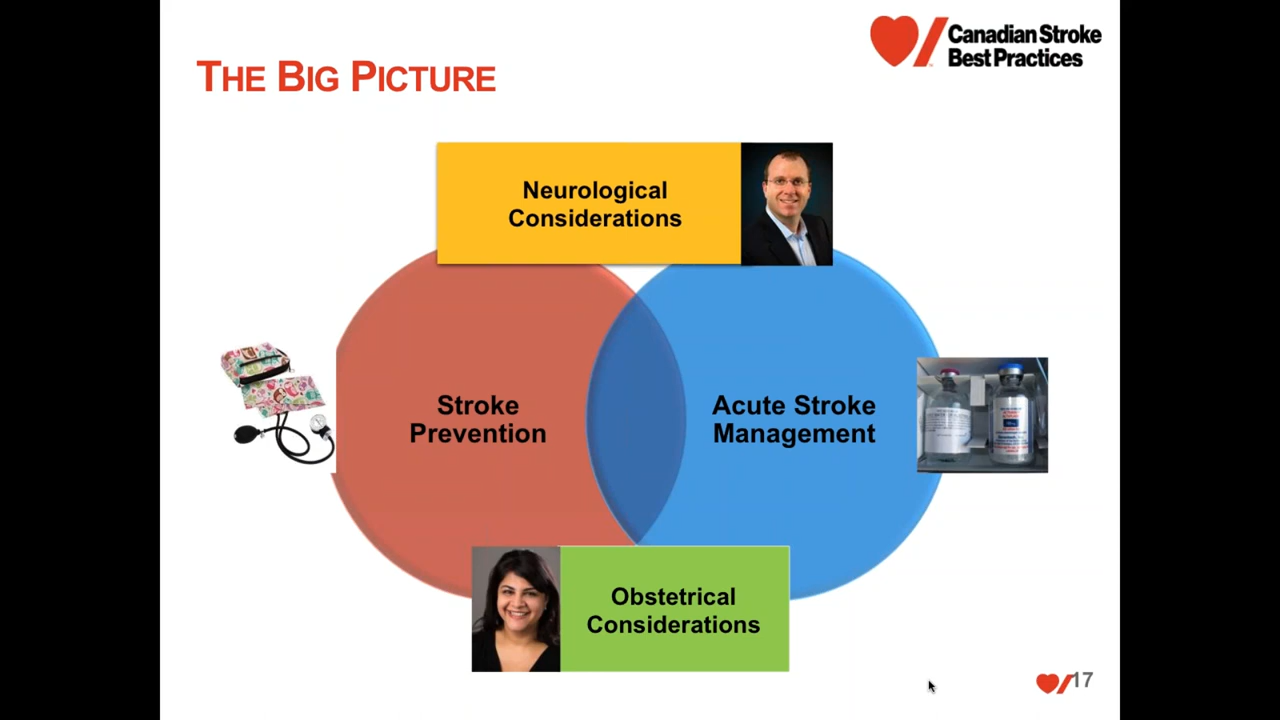 Canadian Stroke
Best Practices
THE BIG PICTURE
Neurological
Considerations
Stroke
Prevention
Acute Stroke
Management
Obstetrical
Considerations
17